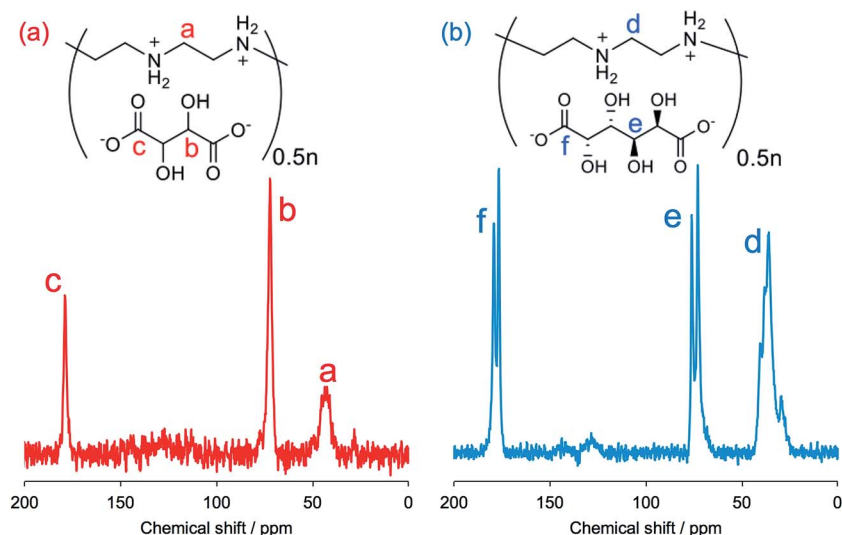 (a)
a
H2
N
+
+
N
H2
O
OH
-O
O-
c
b
OH
O
0.5n
c
b
a
200
150
100
50
0
Chemical shift / ppm
(b)
d
H2
N
+
+
N
H2
O
OH
OH
-O
O-
f
e
OH
OH
O
0.5n
f
e
d
200
150
100
50
0
Chemical shift / ppm